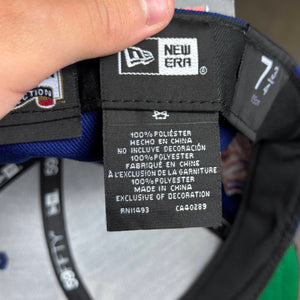 NEW
ERA
7
100% POLIÉSTER
HECHO EN CHINA
NO INCLUYE DECORACIÓN
100% POLYESTER
FABRIQUÉ EN CHINE
À L'EXCLUSION DE LA GARNITURE
100% POLYESTER
MADE IN CHINA
EXCLUSIVE OF DECORATION
RN11493 CA40289
59FIFTY